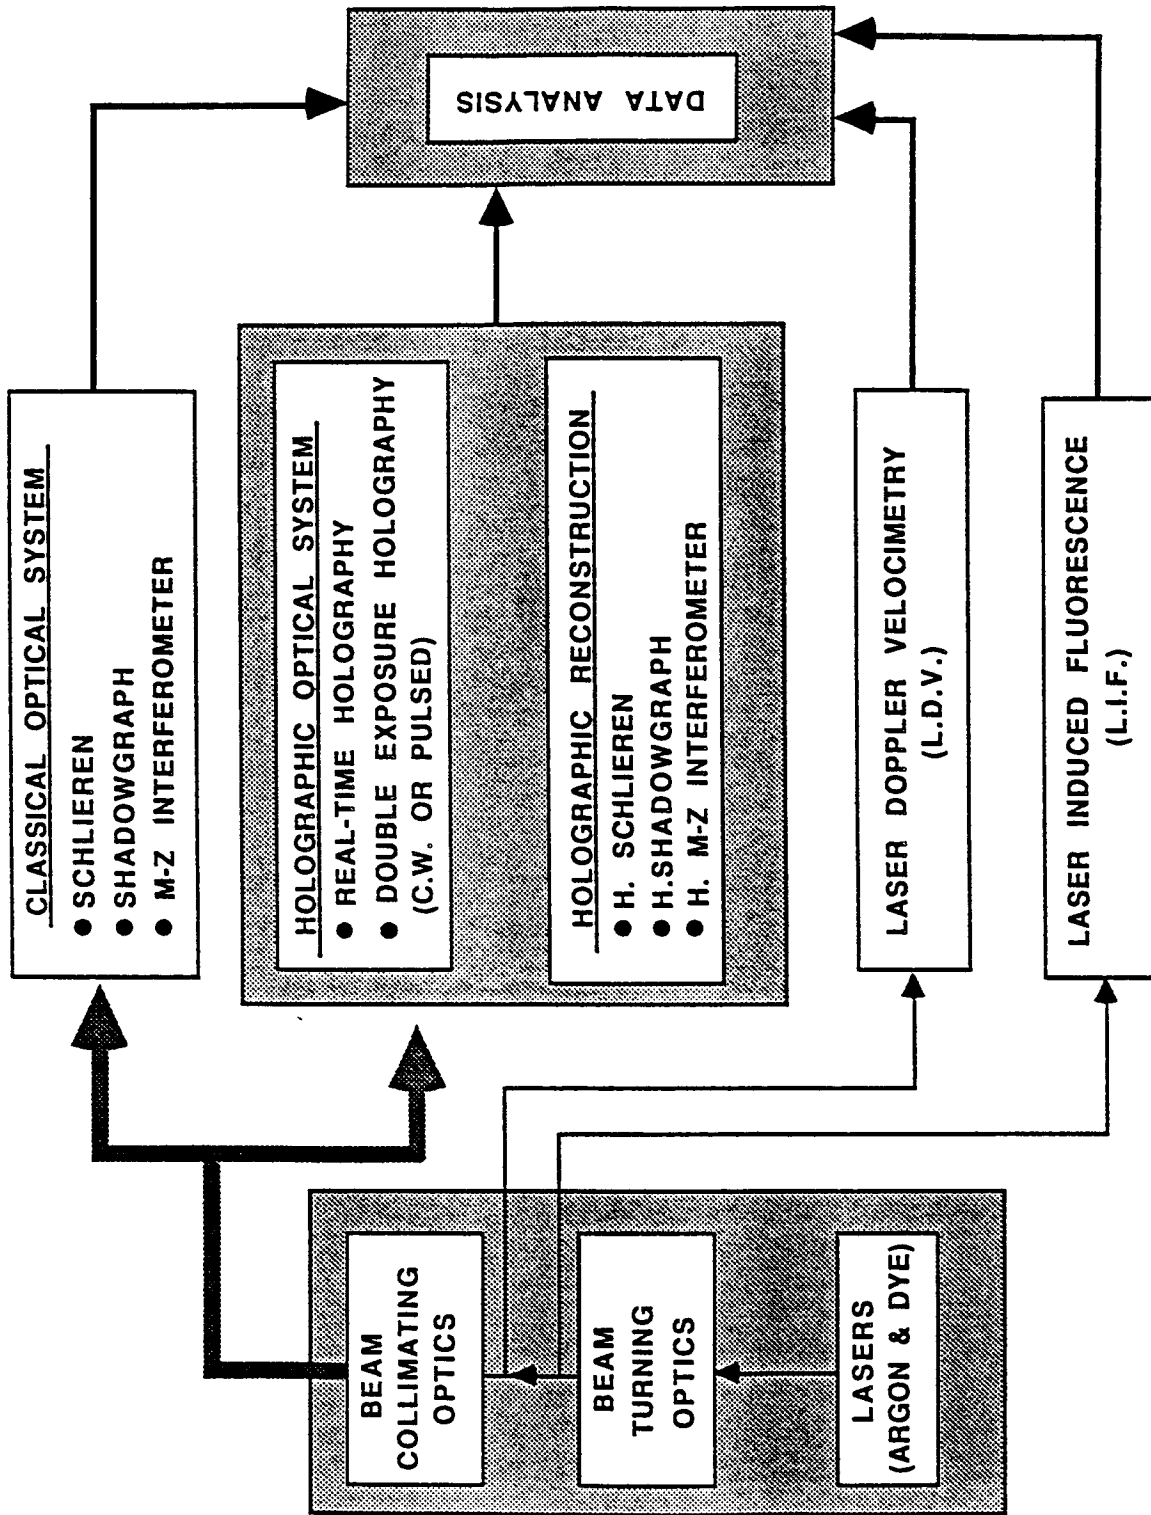 BEAM
COLLIMATING
OPTICS
BEAM
TURNING
OPTICS
LASERS
(ARGON & DYE)
CLASSICAL OPTICAL SYSTEM
● SCHLIEREN
● SHADOWGRAPH
● M-Z INTERFEROMETER
HOLOGRAPHIC OPTICAL SYSTEM
● REAL-TIME HOLOGRAPHY
● DOUBLE EXPOSURE HOLOGRAPHY
(C.W. OR PULSED)
HOLOGRAPHIC RECONSTRUCTION
● H. SCHLIEREN
● H.SHADOWGRAPH
● H. M-Z INTERFEROMETER
LASER DOPPLER VELOCIMETRY
(L.D.V.)
LASER INDUCED FLUORESCENCE
(L.I.F.)
DATA ANALYSIS